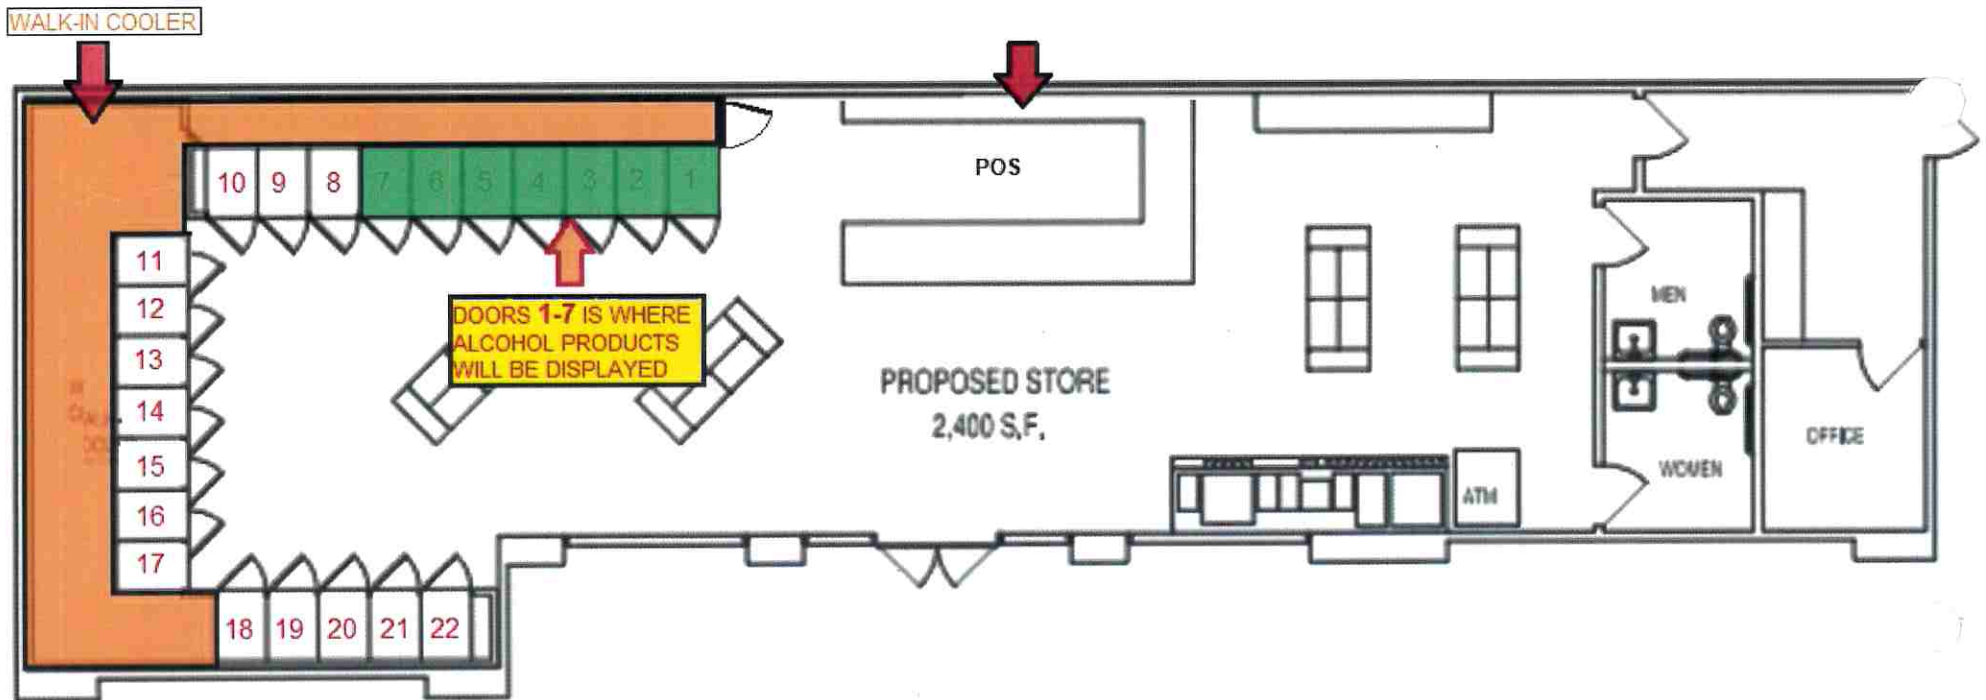 WALK-IN COOLER
10 9 8 7 6 5 4 3 2 1
POS
11
12
13
14
15
16
17
DOORS 1-7 IS WHERE
ALCOHOL PRODUCTS
WILL BE DISPLAYED
PROPOSED STORE
2,400 S.F.
MEN
WOMEN
OFFICE
ATM
18 19 20 21 22